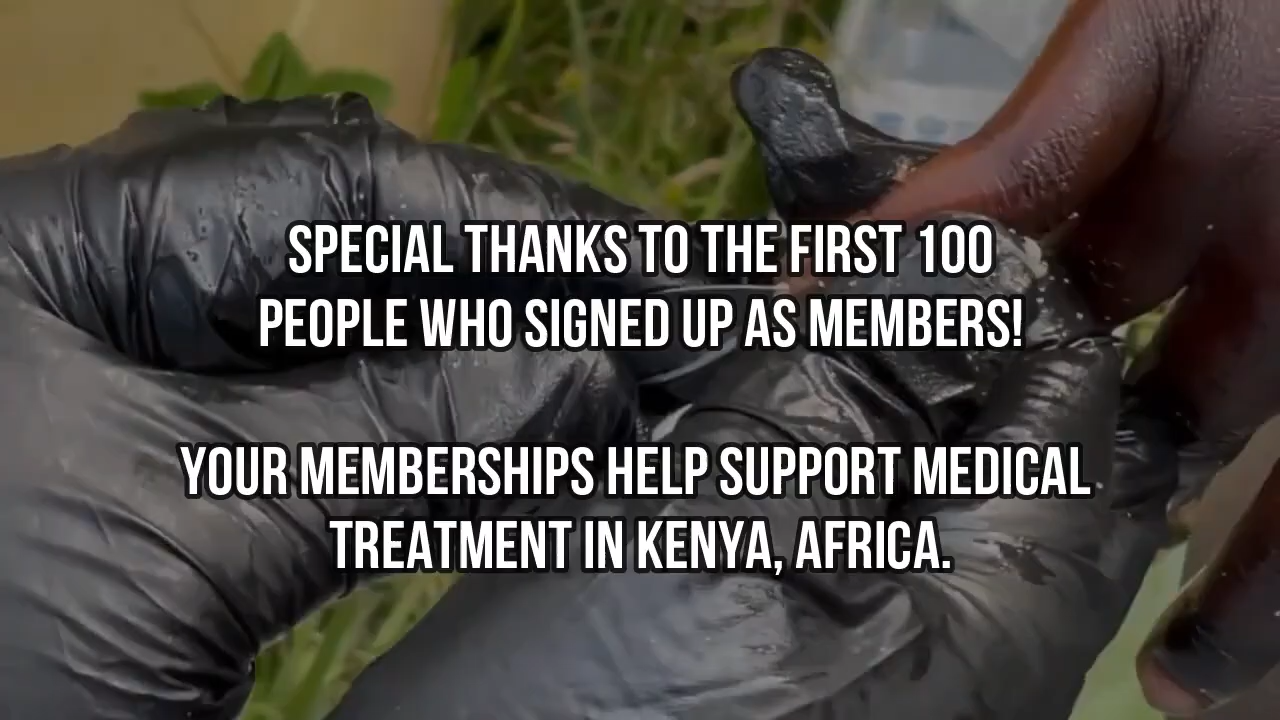 SPECIAL THANKS TO THE FIRST 100
PEOPLE WHO SIGNED UP AS MEMBERS!
YOUR MEMBERSHIPS HELP SUPPORT MEDICAL
TREATMENT IN KENYA, AFRICA.